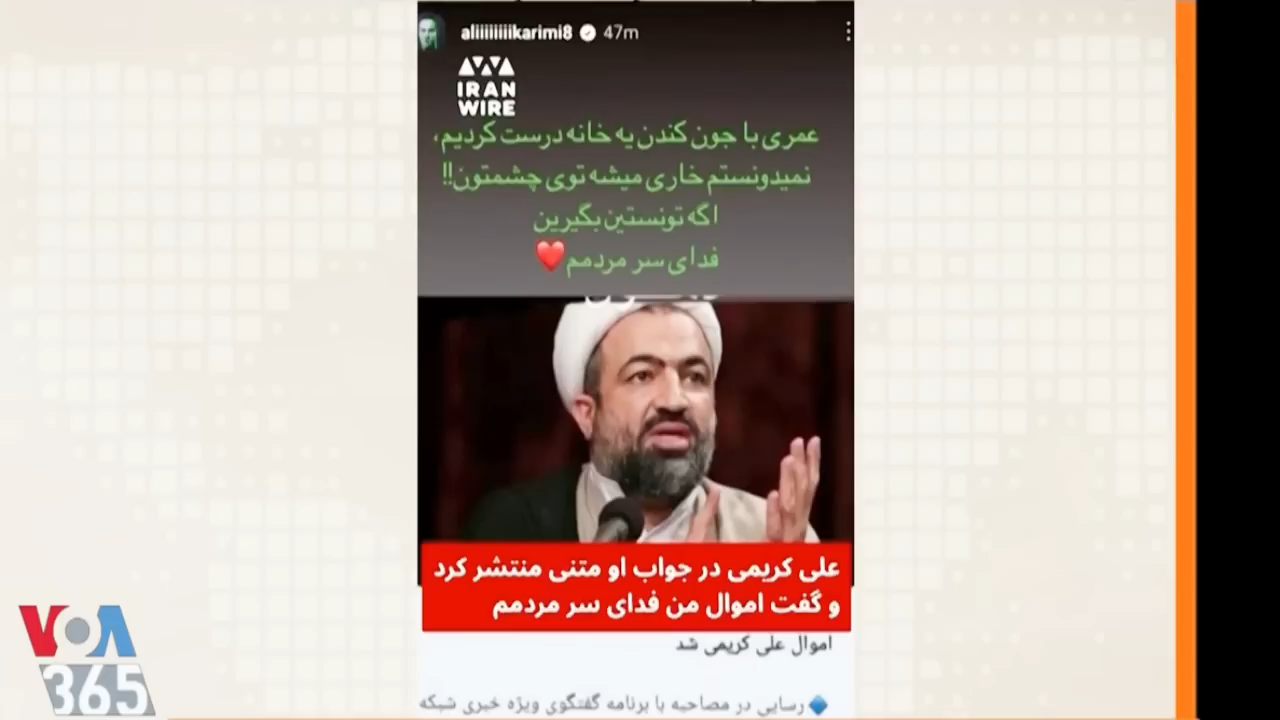 aliiiiiiiikarimi8 47m
IRAN
WIRE
عمری با جون کندن یه خانه درست کردیم،
نمیدونستم خاری میشه توی چشمتون!!
اگه تونستین بگیرین
فدای سر مردمم❤️
علی کریمی در جواب او متنی منتشر کرد
و گفت اموال من فدای سر مردمم
اموال علی کریمی شد
🔹رسایی در مصاحبه با برنامه گفتگوی ویژه خبری شبکه
VOA
365